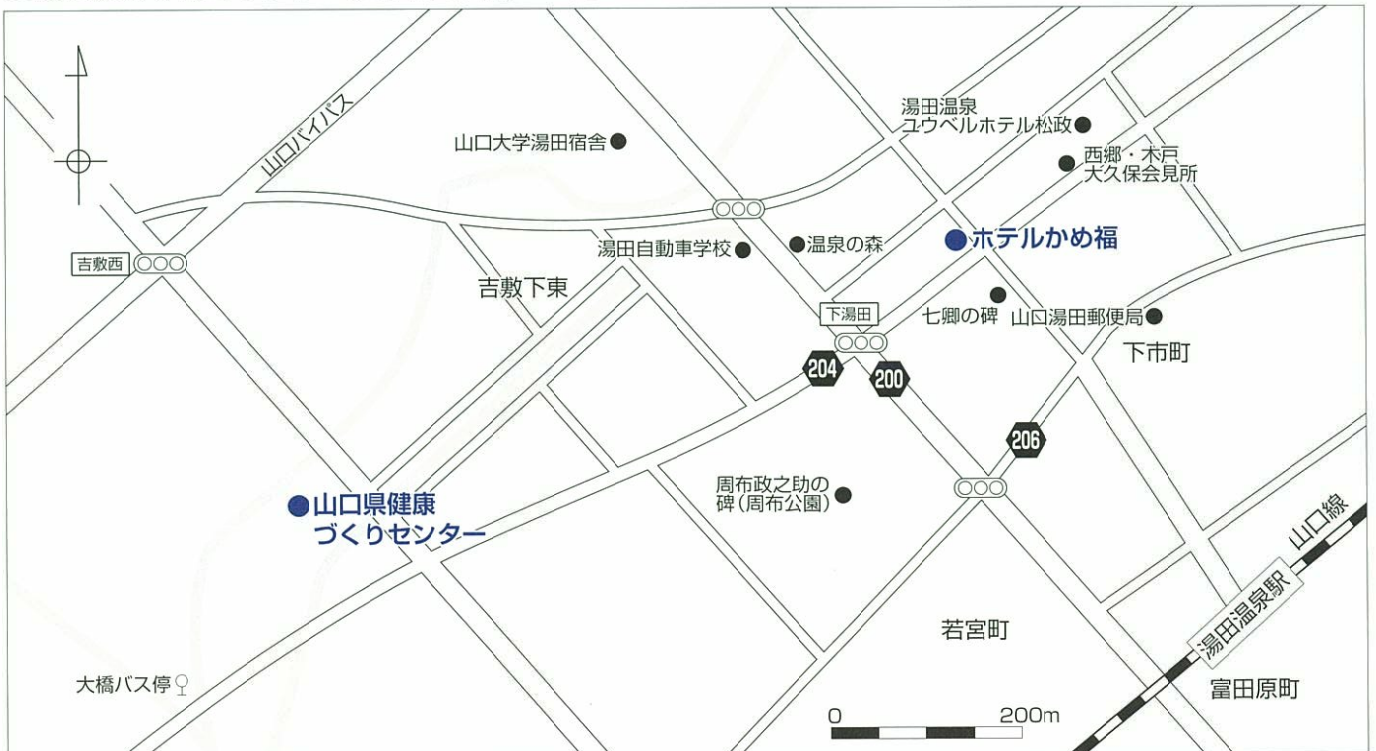 山口バイパス
山口大学湯田宿舎
湯田温泉
ユウベルホテル松政
西郷・木戸
大久保会見所
吉敷西
湯田自動車学校
温泉の森
ホテルかめ福
吉敷下東
下湯田
七卿の碑
山口湯田郵便局
下市町
204
200
206
周布政之助の
碑(周布公園)
山口県健康
づくりセンター
山口線
湯田温泉駅
若宮町
大橋バス停
富田原町
0
200m